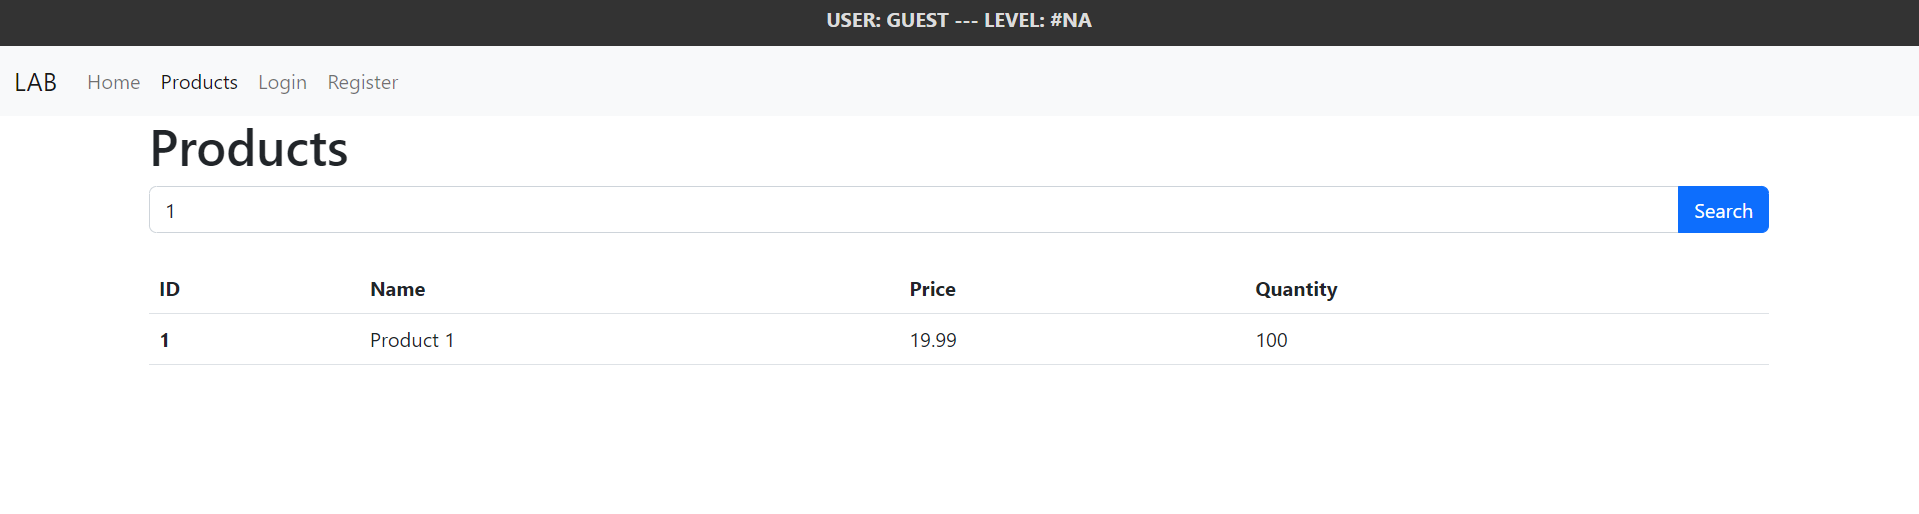 USER: GUEST --- LEVEL: #NA
LAB Home Products Login Register
Products
1 Search
ID Name Price Quantity
1 Product 1 19.99 100